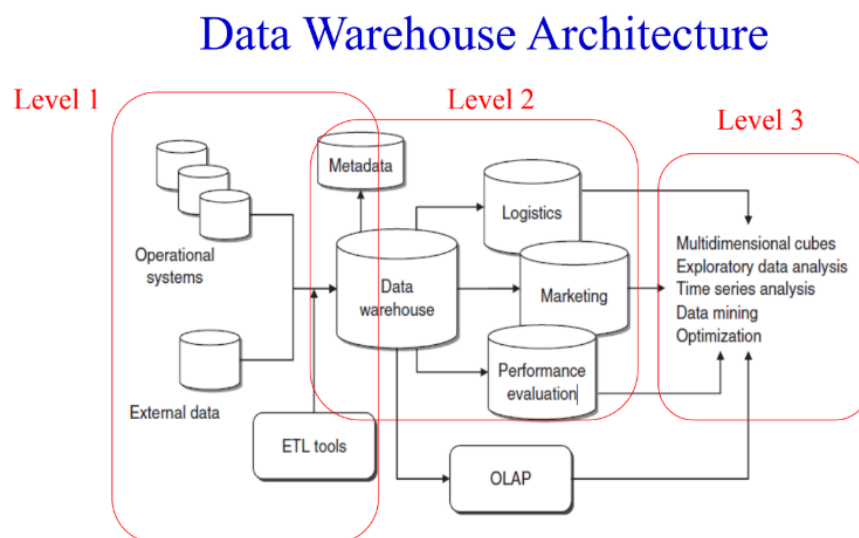 Data Warehouse Architecture
Level 1
Level 2
Level 3
Metadata
Logistics
Operational
systems
Data
warehouse
Marketing
Multidimensional cubes
Exploratory data analysis
Time series analysis
Data mining
Optimization
External data
Performance
evaluation
ETL tools
OLAP